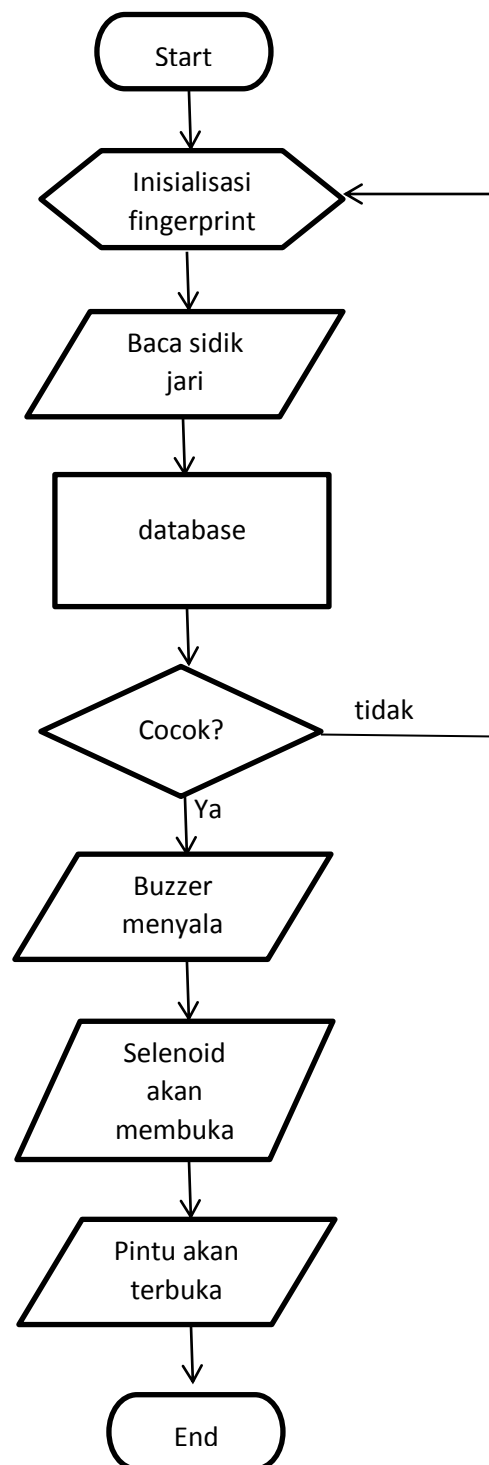 Start
Inisialisasi
fingerprint
Baca sidik
jari
database
Cocok?
tidak
Ya
Buzzer
menyala
Selenoid
akan
membuka
Pintu akan
terbuka
End